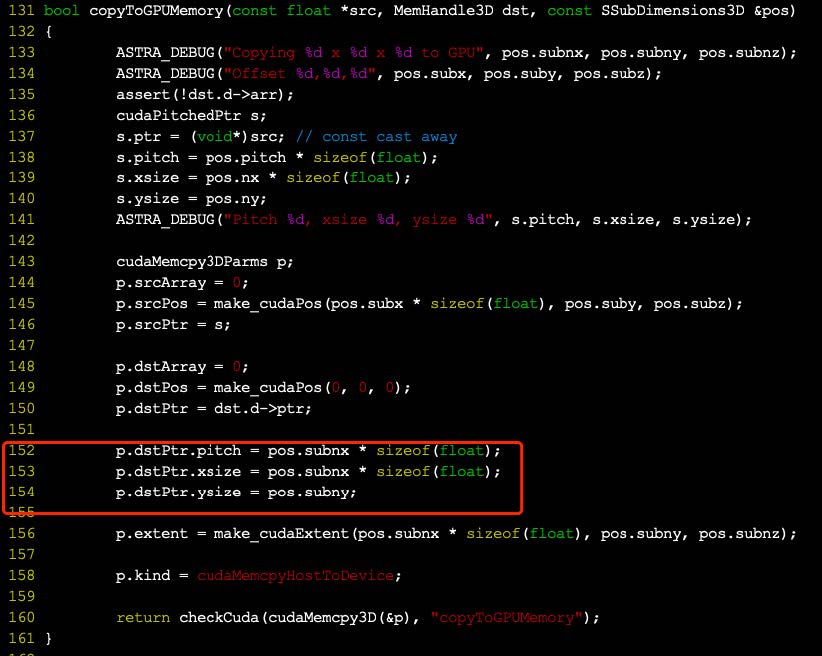 131 bool copyToGPUMemory(const float *src, MemHandle3D dst, const SSubDimensions3D &pos)
132 {
133 ASTRA_DEBUG("Copying %d x %d x %d to GPU", pos.subnx, pos.subny, pos.subnz);
134 ASTRA_DEBUG("Offset %d,%d,%d", pos.subx, pos.suby, pos.subz);
135 assert(!dst.d->arr);
136 cudaPitchedPtr s;
137 s.ptr = (void*)src; // const cast away
138 s.pitch = pos.pitch * sizeof(float);
139 s.xsize = pos.nx * sizeof(float);
140 s.ysize = pos.ny;
141 ASTRA_DEBUG("Pitch %d, xsize %d, ysize %d", s.pitch, s.xsize, s.ysize);
142
143 cudaMemcpy3DParms p;
144 p.srcArray = 0;
145 p.srcPos = make_cudaPos(pos.subx * sizeof(float), pos.suby, pos.subz);
146 p.srcPtr = s;
147
148 p.dstArray = 0;
149 p.dstPos = make_cudaPos(0, 0, 0);
150 p.dstPtr = dst.d->ptr;
151
152 p.dstPtr.pitch = pos.subnx * sizeof(float);
153 p.dstPtr.xsize = pos.subnx * sizeof(float);
154 p.dstPtr.ysize = pos.subny;
155
156 p.extent = make_cudaExtent(pos.subnx * sizeof(float), pos.subny, pos.subnz);
157
158 p.kind = cudaMemcpyHostToDevice;
159
160 return checkCuda(cudaMemcpy3D(&p), "copyToGPUMemory");
161 }